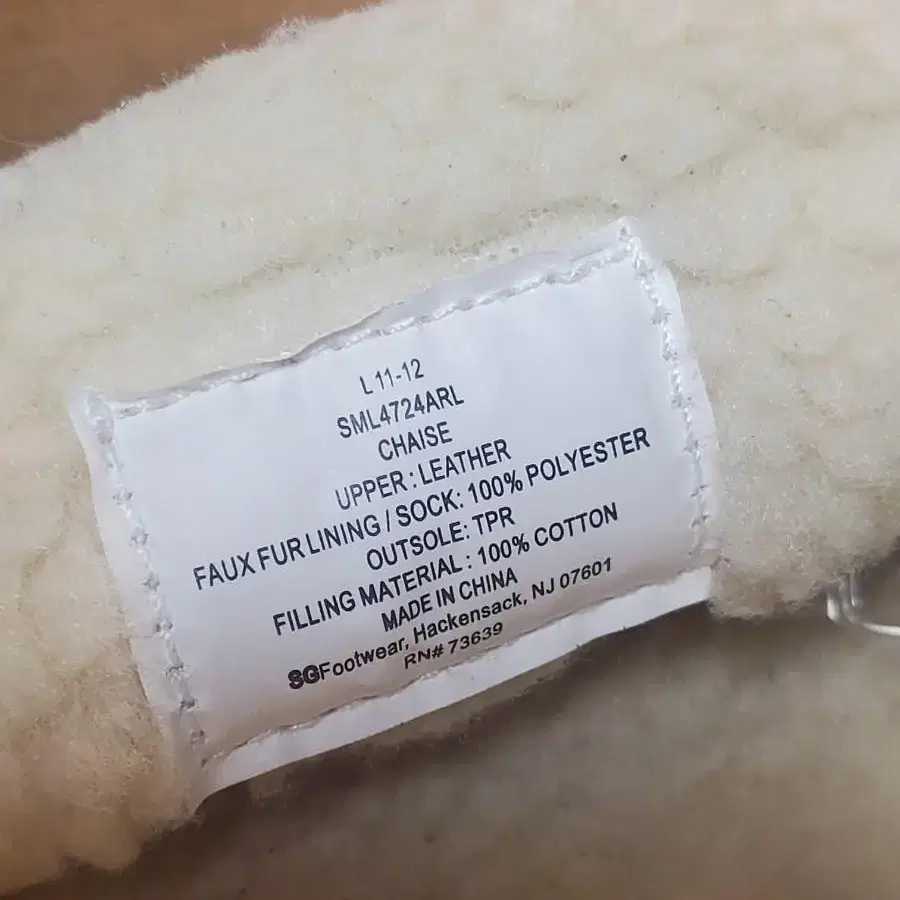 L 11-12
SML4724ARL
CHAISE
UPPER : LEATHER
FAUX FUR LINING / SOCK: 100% POLYESTER
OUTSOLE: TPR
FILLING MATERIAL : 100% COTTON
MADE IN CHINA
SGFootwear, Hackensack, NJ 07601
RN# 73639